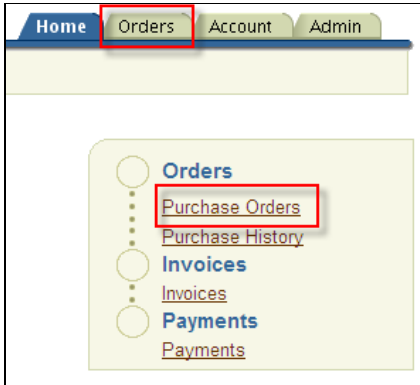 Home Orders Account Admin
Orders
Purchase Orders
Purchase History
Invoices
Invoices
Payments
Payments